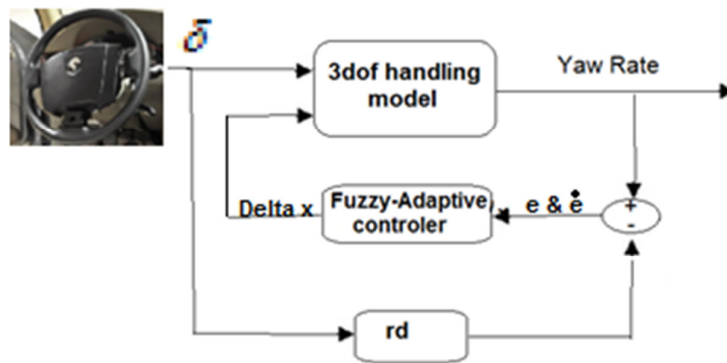 δ
3dof handling
model
Yaw Rate
Delta x
Fuzzy-Adaptive
controler
e & ė
+
-
rd